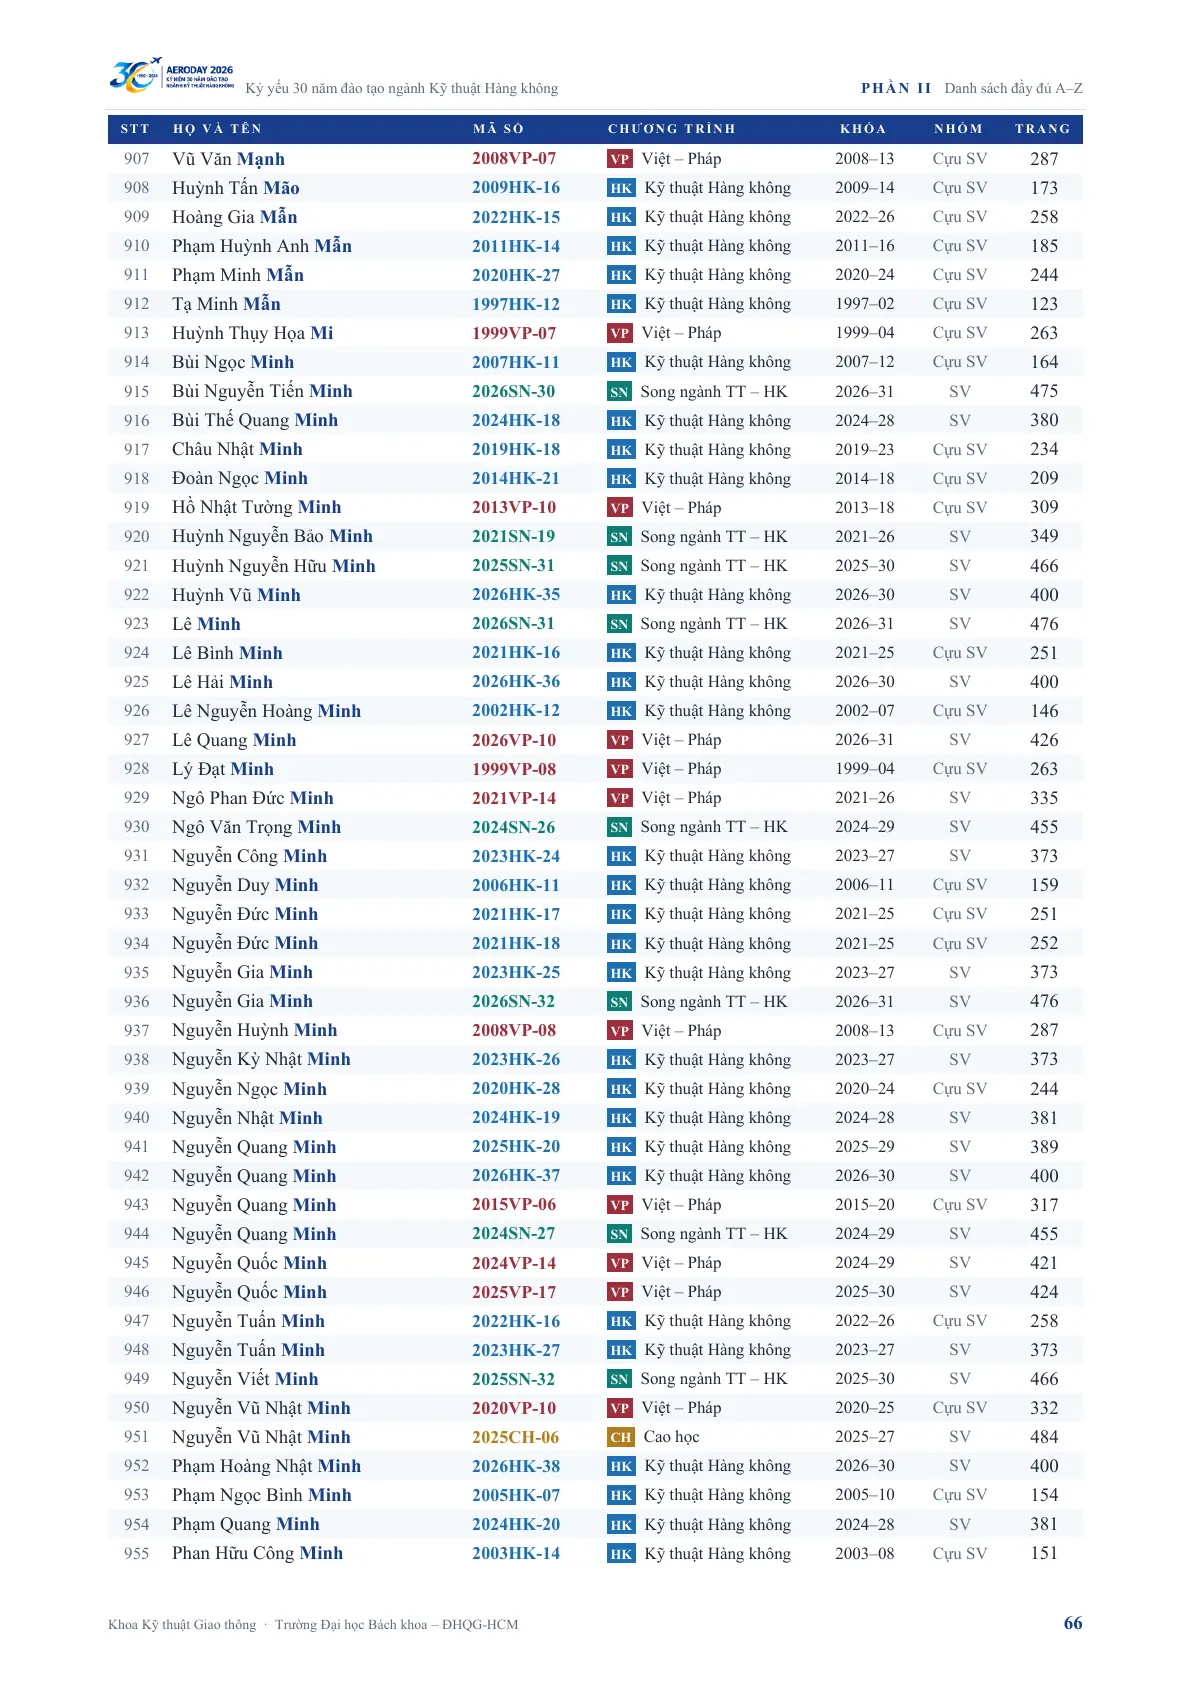 30 1996 - 2026 AERODAY 2026
KỶ NIỆM 30 NĂM ĐÀO TẠO
NGÀNH KỸ THUẬT HÀNG KHÔNG
Kỷ yếu 30 năm đào tạo ngành Kỹ thuật Hàng không PHẦN II Danh sách đầy đủ A–Z
STT HỌ VÀ TÊN MÃ SỐ CHƯƠNG TRÌNH KHÓA NHÓM TRANG
907 Vũ Văn Mạnh 2008VP-07 VP Việt – Pháp 2008–13 Cựu SV 287
908 Huỳnh Tấn Mão 2009HK-16 HK Kỹ thuật Hàng không 2009–14 Cựu SV 173
909 Hoàng Gia Mẫn 2022HK-15 HK Kỹ thuật Hàng không 2022–26 Cựu SV 258
910 Phạm Huỳnh Anh Mẫn 2011HK-14 HK Kỹ thuật Hàng không 2011–16 Cựu SV 185
911 Phạm Minh Mẫn 2020HK-27 HK Kỹ thuật Hàng không 2020–24 Cựu SV 244
912 Tạ Minh Mẫn 1997HK-12 HK Kỹ thuật Hàng không 1997–02 Cựu SV 123
913 Huỳnh Thụy Họa Mi 1999VP-07 VP Việt – Pháp 1999–04 Cựu SV 263
914 Bùi Ngọc Minh 2007HK-11 HK Kỹ thuật Hàng không 2007–12 Cựu SV 164
915 Bùi Nguyễn Tiến Minh 2026SN-30 SN Song ngành TT – HK 2026–31 SV 475
916 Bùi Thế Quang Minh 2024HK-18 HK Kỹ thuật Hàng không 2024–28 SV 380
917 Châu Nhật Minh 2019HK-18 HK Kỹ thuật Hàng không 2019–23 Cựu SV 234
918 Đoàn Ngọc Minh 2014HK-21 HK Kỹ thuật Hàng không 2014–18 Cựu SV 209
919 Hồ Nhật Tường Minh 2013VP-10 VP Việt – Pháp 2013–18 Cựu SV 309
920 Huỳnh Nguyễn Bảo Minh 2021SN-19 SN Song ngành TT – HK 2021–26 SV 349
921 Huỳnh Nguyễn Hữu Minh 2025SN-31 SN Song ngành TT – HK 2025–30 SV 466
922 Huỳnh Vũ Minh 2026HK-35 HK Kỹ thuật Hàng không 2026–30 SV 400
923 Lê Minh 2026SN-31 SN Song ngành TT – HK 2026–31 SV 476
924 Lê Bình Minh 2021HK-16 HK Kỹ thuật Hàng không 2021–25 Cựu SV 251
925 Lê Hải Minh 2026HK-36 HK Kỹ thuật Hàng không 2026–30 SV 400
926 Lê Nguyễn Hoàng Minh 2002HK-12 HK Kỹ thuật Hàng không 2002–07 Cựu SV 146
927 Lê Quang Minh 2026VP-10 VP Việt – Pháp 2026–31 SV 426
928 Lý Đạt Minh 1999VP-08 VP Việt – Pháp 1999–04 Cựu SV 263
929 Ngô Phan Đức Minh 2021VP-14 VP Việt – Pháp 2021–26 SV 335
930 Ngô Văn Trọng Minh 2024SN-26 SN Song ngành TT – HK 2024–29 SV 455
931 Nguyễn Công Minh 2023HK-24 HK Kỹ thuật Hàng không 2023–27 SV 373
932 Nguyễn Duy Minh 2006HK-11 HK Kỹ thuật Hàng không 2006–11 Cựu SV 159
933 Nguyễn Đức Minh 2021HK-17 HK Kỹ thuật Hàng không 2021–25 Cựu SV 251
934 Nguyễn Đức Minh 2021HK-18 HK Kỹ thuật Hàng không 2021–25 Cựu SV 252
935 Nguyễn Gia Minh 2023HK-25 HK Kỹ thuật Hàng không 2023–27 SV 373
936 Nguyễn Gia Minh 2026SN-32 SN Song ngành TT – HK 2026–31 SV 476
937 Nguyễn Huỳnh Minh 2008VP-08 VP Việt – Pháp 2008–13 Cựu SV 287
938 Nguyễn Kỳ Nhật Minh 2023HK-26 HK Kỹ thuật Hàng không 2023–27 SV 373
939 Nguyễn Ngọc Minh 2020HK-28 HK Kỹ thuật Hàng không 2020–24 Cựu SV 244
940 Nguyễn Nhật Minh 2024HK-19 HK Kỹ thuật Hàng không 2024–28 SV 381
941 Nguyễn Quang Minh 2025HK-20 HK Kỹ thuật Hàng không 2025–29 SV 389
942 Nguyễn Quang Minh 2026HK-37 HK Kỹ thuật Hàng không 2026–30 SV 400
943 Nguyễn Quang Minh 2015VP-06 VP Việt – Pháp 2015–20 Cựu SV 317
944 Nguyễn Quang Minh 2024SN-27 SN Song ngành TT – HK 2024–29 SV 455
945 Nguyễn Quốc Minh 2024VP-14 VP Việt – Pháp 2024–29 SV 421
946 Nguyễn Quốc Minh 2025VP-17 VP Việt – Pháp 2025–30 SV 424
947 Nguyễn Tuấn Minh 2022HK-16 HK Kỹ thuật Hàng không 2022–26 Cựu SV 258
948 Nguyễn Tuấn Minh 2023HK-27 HK Kỹ thuật Hàng không 2023–27 SV 373
949 Nguyễn Viết Minh 2025SN-32 SN Song ngành TT – HK 2025–30 SV 466
950 Nguyễn Vũ Nhật Minh 2020VP-10 VP Việt – Pháp 2020–25 Cựu SV 332
951 Nguyễn Vũ Nhật Minh 2025CH-06 CH Cao học 2025–27 SV 484
952 Phạm Hoàng Nhật Minh 2026HK-38 HK Kỹ thuật Hàng không 2026–30 SV 400
953 Phạm Ngọc Bình Minh 2005HK-07 HK Kỹ thuật Hàng không 2005–10 Cựu SV 154
954 Phạm Quang Minh 2024HK-20 HK Kỹ thuật Hàng không 2024–28 SV 381
955 Phan Hữu Công Minh 2003HK-14 HK Kỹ thuật Hàng không 2003–08 Cựu SV 151
Khoa Kỹ thuật Giao thông · Trường Đại học Bách khoa – ĐHQG-HCM 66